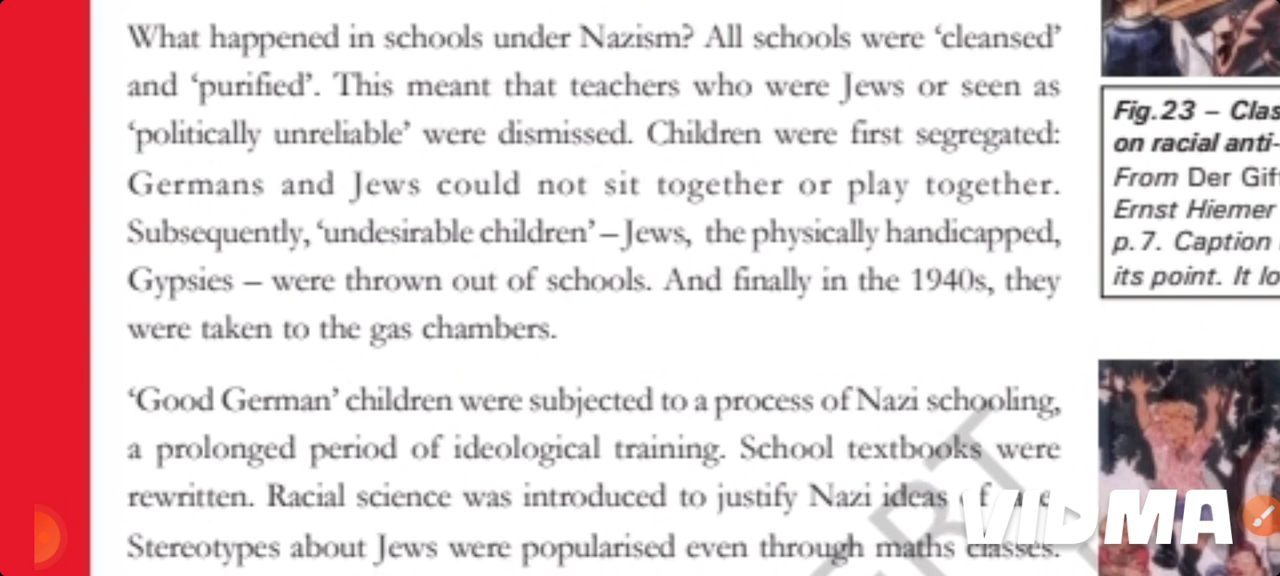 What happened in schools under Nazism? All schools were ‘cleansed’
and ‘purified’. This meant that teachers who were Jews or seen as
‘politically unreliable’ were dismissed. Children were first segregated:
Germans and Jews could not sit together or play together.
Subsequently, ‘undesirable children’ – Jews, the physically handicapped,
Gypsies – were thrown out of schools. And finally in the 1940s, they
were taken to the gas chambers.
‘Good German’ children were subjected to a process of Nazi schooling,
a prolonged period of ideological training. School textbooks were
rewritten. Racial science was introduced to justify Nazi ideas
Stereotypes about Jews were popularised even through maths classes.
Fig.23 – Clas
on racial anti-
From Der Gif
Ernst Hiemer
p.7. Caption
its point. It lo
VIDMA